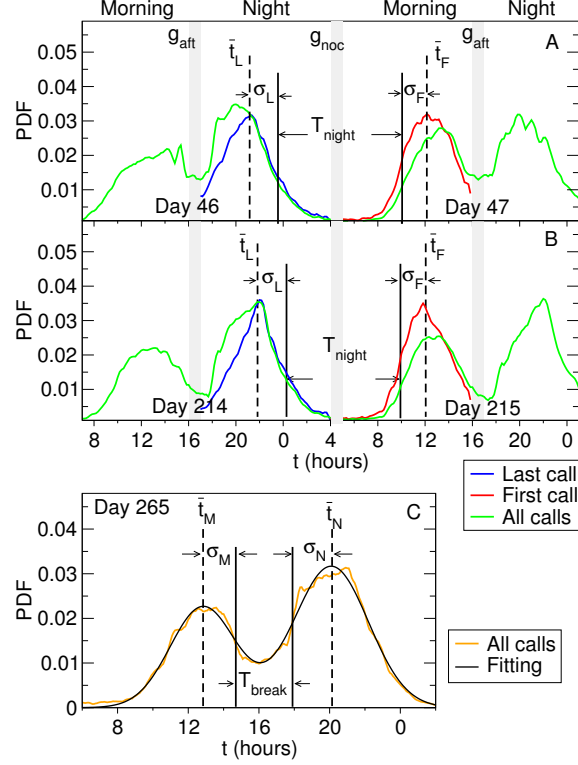 Morning Night Morning Night
g_aft g_noc g_aft
A
t̄_L t̄_F
σ_L σ_F
T_night
PDF
0.05
0.04
0.03
0.02
0.01
Day 46 Day 47
B
t̄_L t̄_F
σ_L σ_F
T_night
PDF
0.05
0.04
0.03
0.02
0.01
Day 214 Day 215
8 12 16 20 0 4 8 12 16 20 0
t (hours) t (hours)
Last call
First call
All calls
Day 265 t̄_M t̄_N C
σ_M σ_N
T_break
PDF
0.04
0.03
0.02
0.01
0
8 12 16 20 0
t (hours)
All calls
Fitting